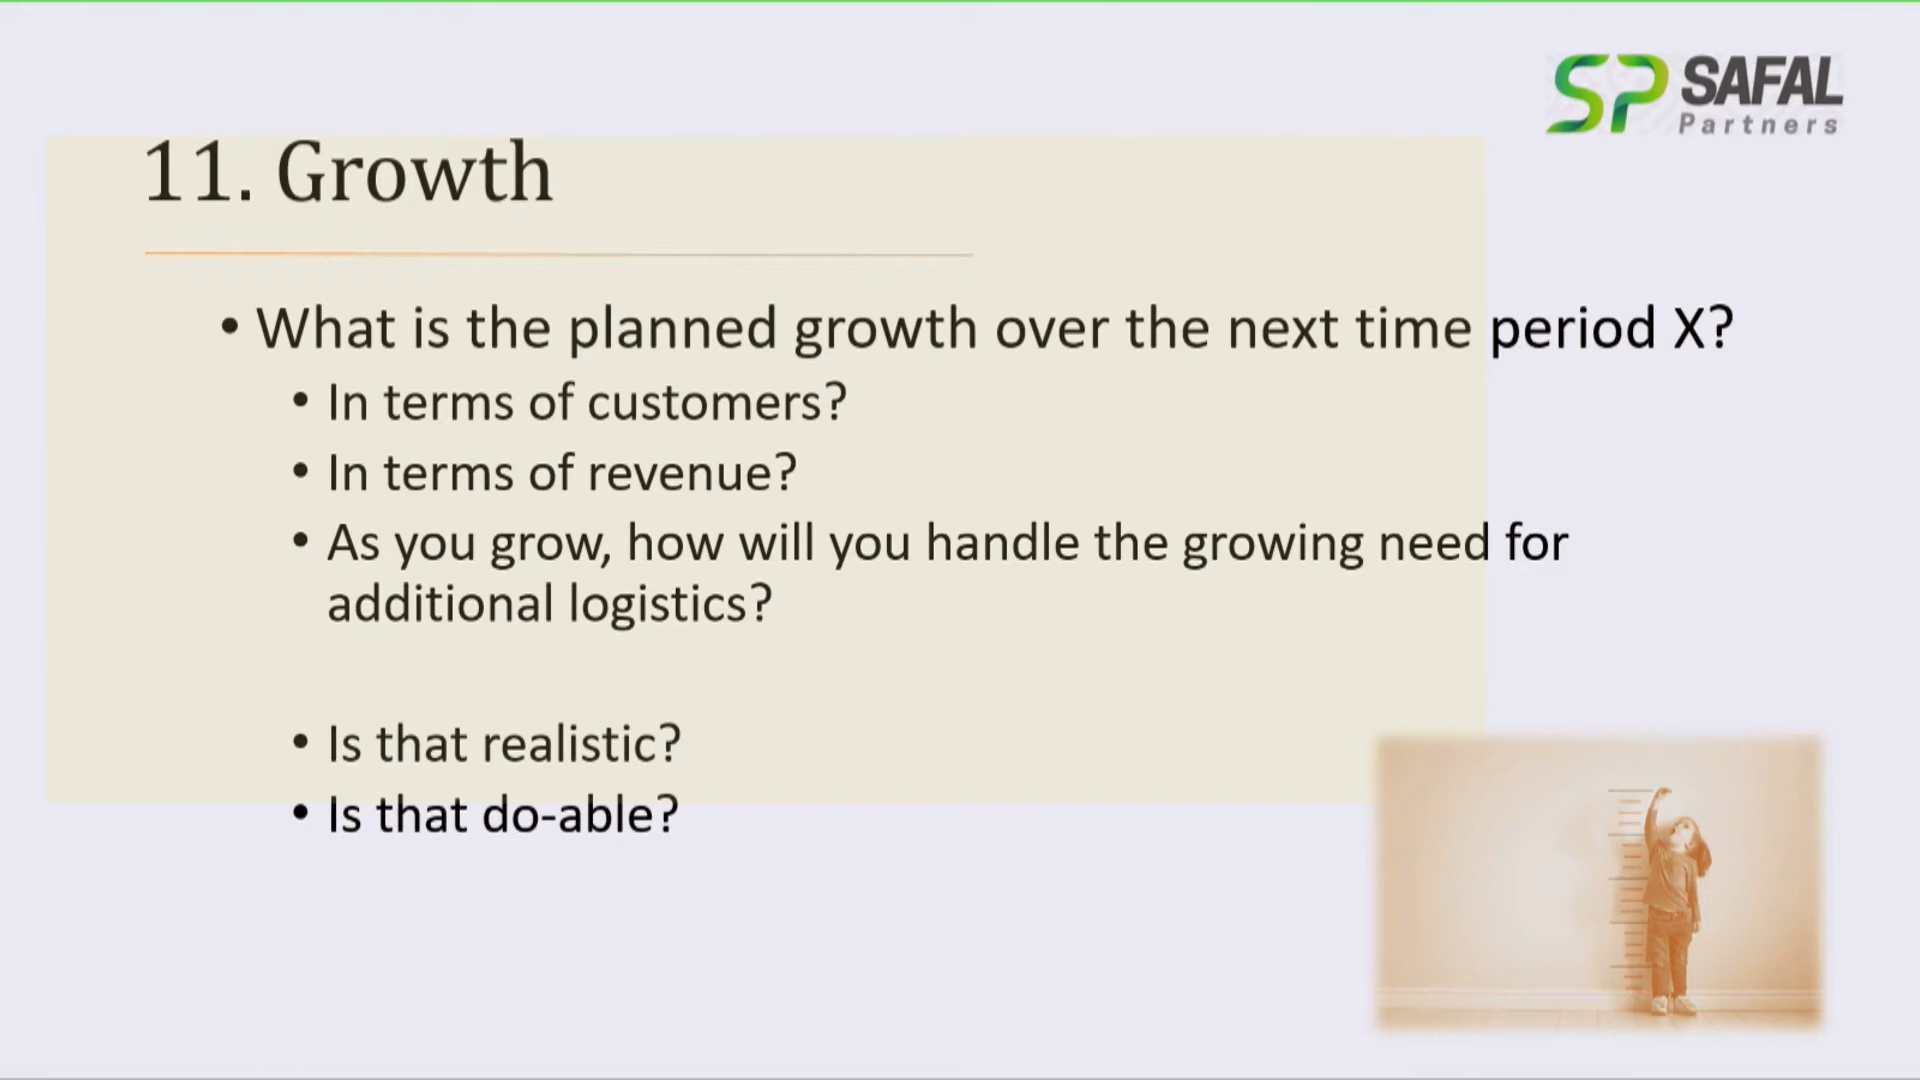 SP SAFAL
Partners
11. Growth
• What is the planned growth over the next time period X?
• In terms of customers?
• In terms of revenue?
• As you grow, how will you handle the growing need for
additional logistics?
• Is that realistic?
• Is that do-able?